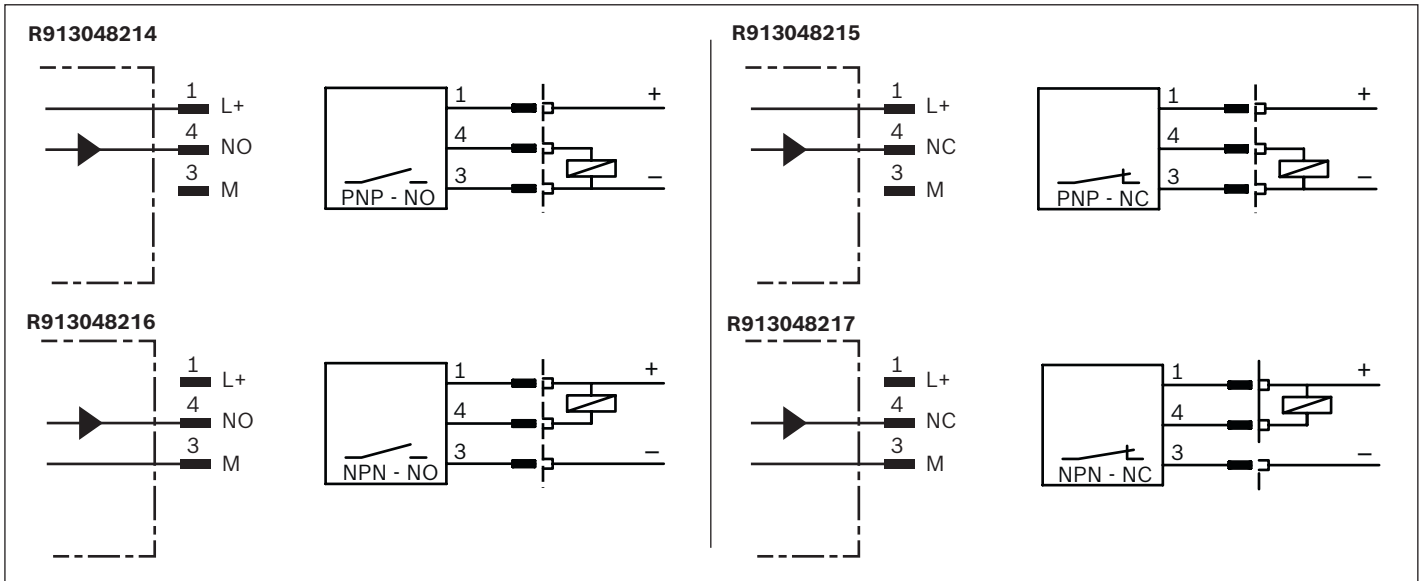 R913048214
1
L+
4
NO
3
M
1
+
4
3
–
PNP - NO
R913048215
1
L+
4
NC
3
M
1
+
4
3
–
PNP - NC
R913048216
1
L+
4
NO
3
M
1
+
4
3
–
NPN - NO
R913048217
1
L+
4
NC
3
M
1
+
4
3
–
NPN - NC